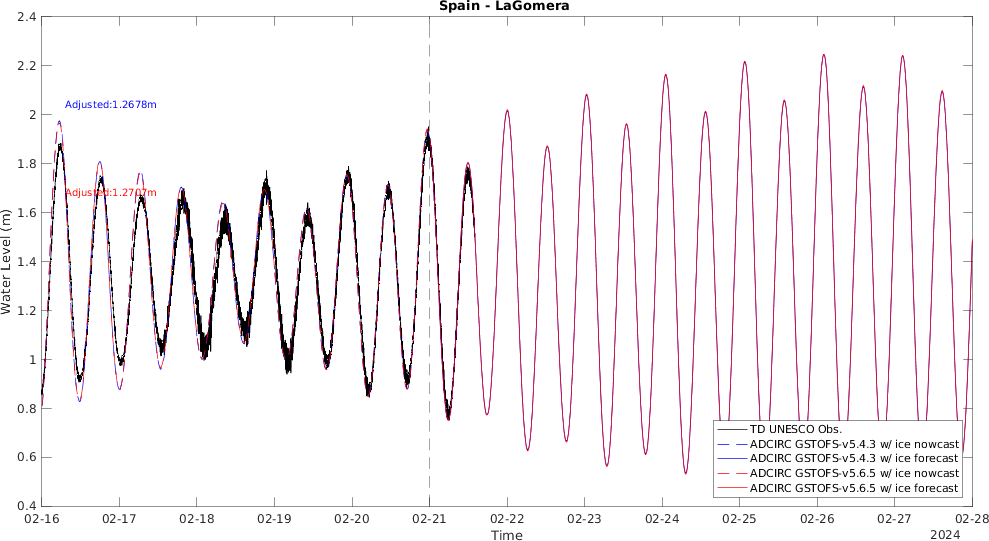 Spain - LaGomera
2.4
2.2
2
1.8
1.6
1.4
1.2
1
0.8
0.6
0.4
Water Level (m)
Adjusted:1.2678m
Adjusted:1.2707m
TD UNESCO Obs.
ADCIRC GSTOFS-v5.4.3 w/ ice nowcast
ADCIRC GSTOFS-v5.4.3 w/ ice forecast
ADCIRC GSTOFS-v5.6.5 w/ ice nowcast
ADCIRC GSTOFS-v5.6.5 w/ ice forecast
02-16 02-17 02-18 02-19 02-20 02-21 02-22 02-23 02-24 02-25 02-26 02-27 02-28
Time
2024